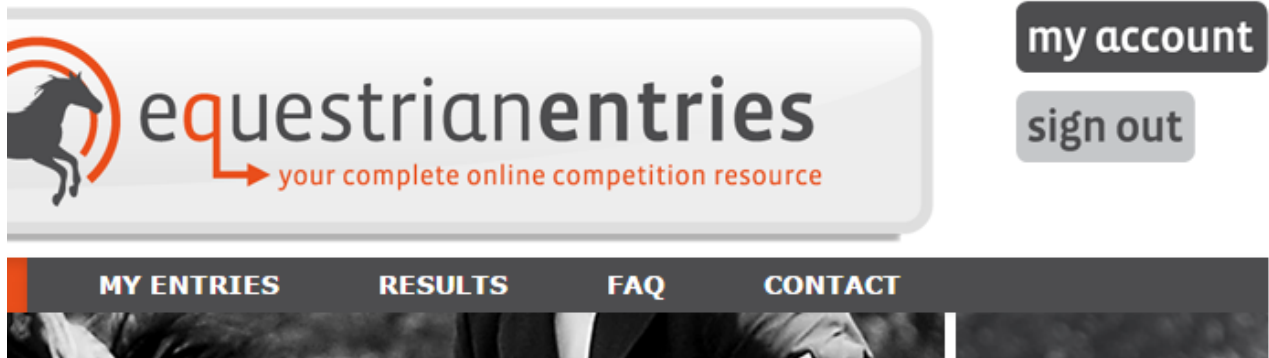 my account
equestrianentries
sign out
your complete online competition resource
MY ENTRIES RESULTS FAQ CONTACT